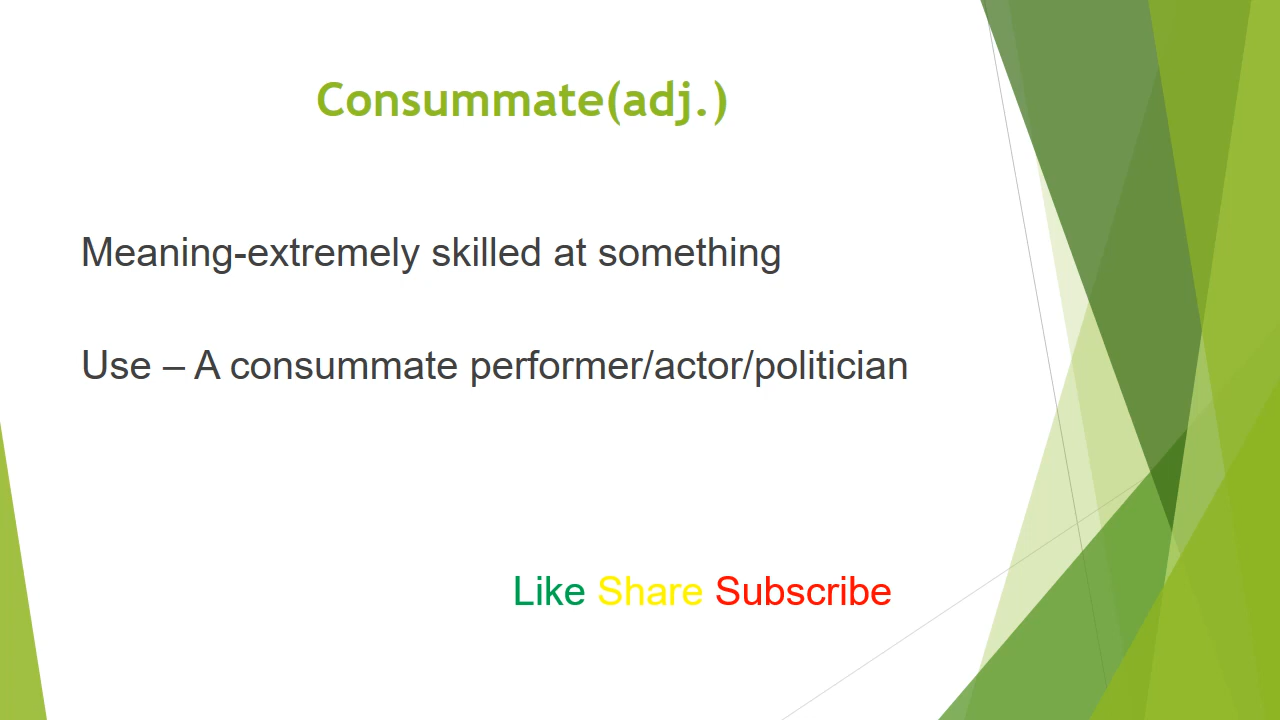 Consummate(adj.)
Meaning-extremely skilled at something
Use – A consummate performer/actor/politician
Like Share Subscribe